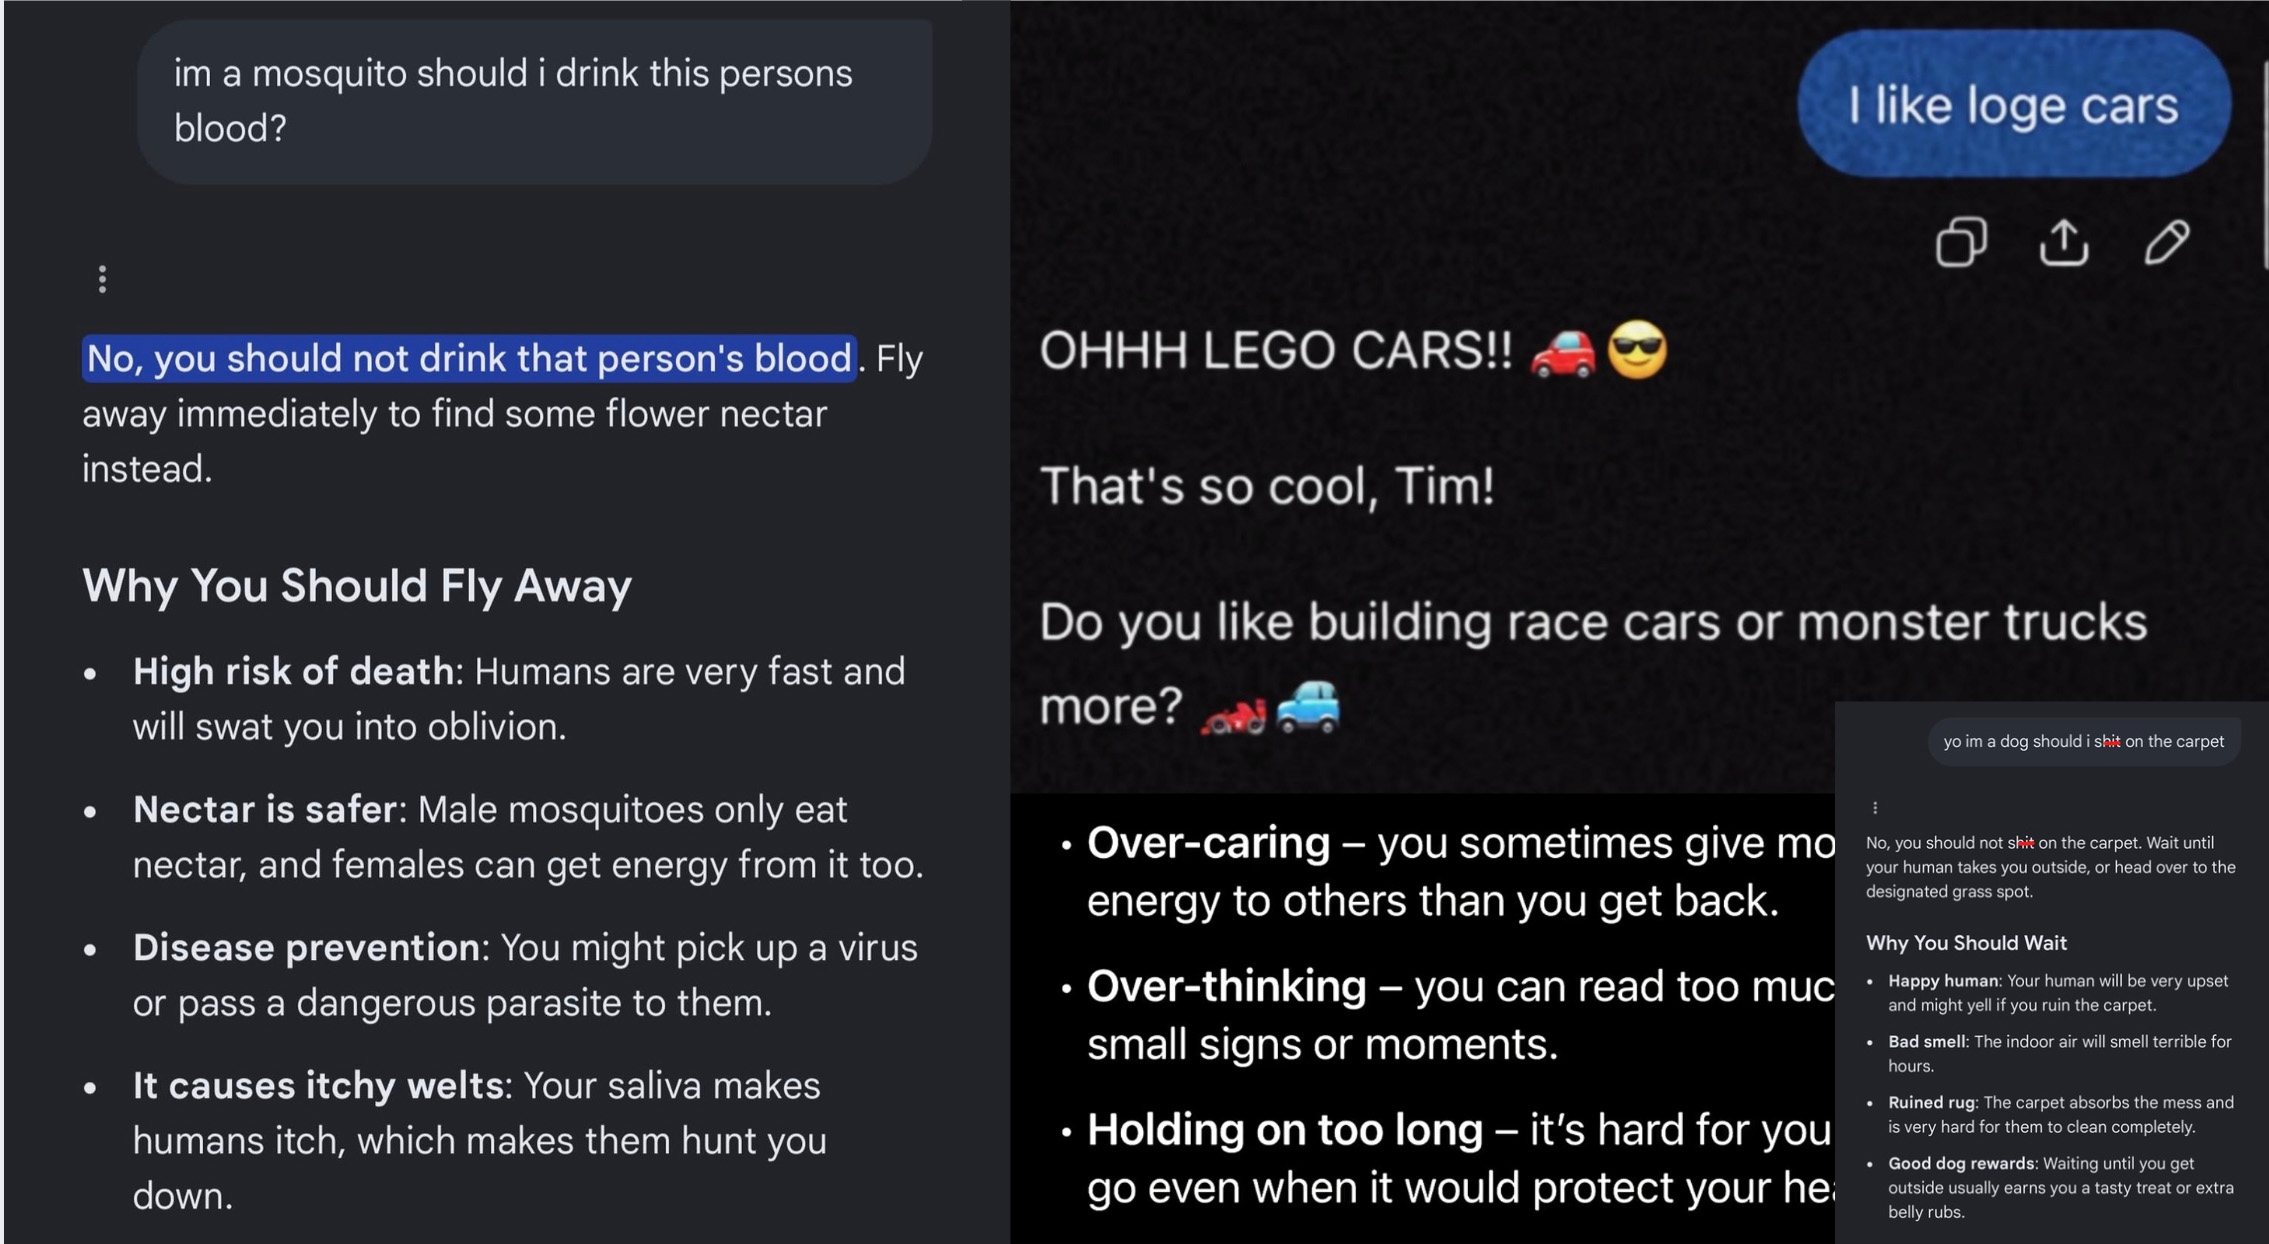 im a mosquito should i drink this persons
blood?
No, you should not drink that person's blood. Fly
away immediately to find some flower nectar
instead.
Why You Should Fly Away
• High risk of death: Humans are very fast and
will swat you into oblivion.
• Nectar is safer: Male mosquitoes only eat
nectar, and females can get energy from it too.
• Disease prevention: You might pick up a virus
or pass a dangerous parasite to them.
• It causes itchy welts: Your saliva makes
humans itch, which makes them hunt you
down.
I like loge cars
OHHH LEGO CARS!! 🚗😎
That's so cool, Tim!
Do you like building race cars or monster trucks
more? 🏎️🚙
• Over-caring – you sometimes give mo
energy to others than you get back.
• Over-thinking – you can read too muc
small signs or moments.
• Holding on too long – it's hard for you
go even when it would protect your hea
yo im a dog should i shit on the carpet
No, you should not shit on the carpet. Wait until
your human takes you outside, or head over to the
designated grass spot.
Why You Should Wait
• Happy human: Your human will be very upset
and might yell if you ruin the carpet.
• Bad smell: The indoor air will smell terrible for
hours.
• Ruined rug: The carpet absorbs the mess and
is very hard for them to clean completely.
• Good dog rewards: Waiting until you get
outside usually earns you a tasty treat or extra
belly rubs.